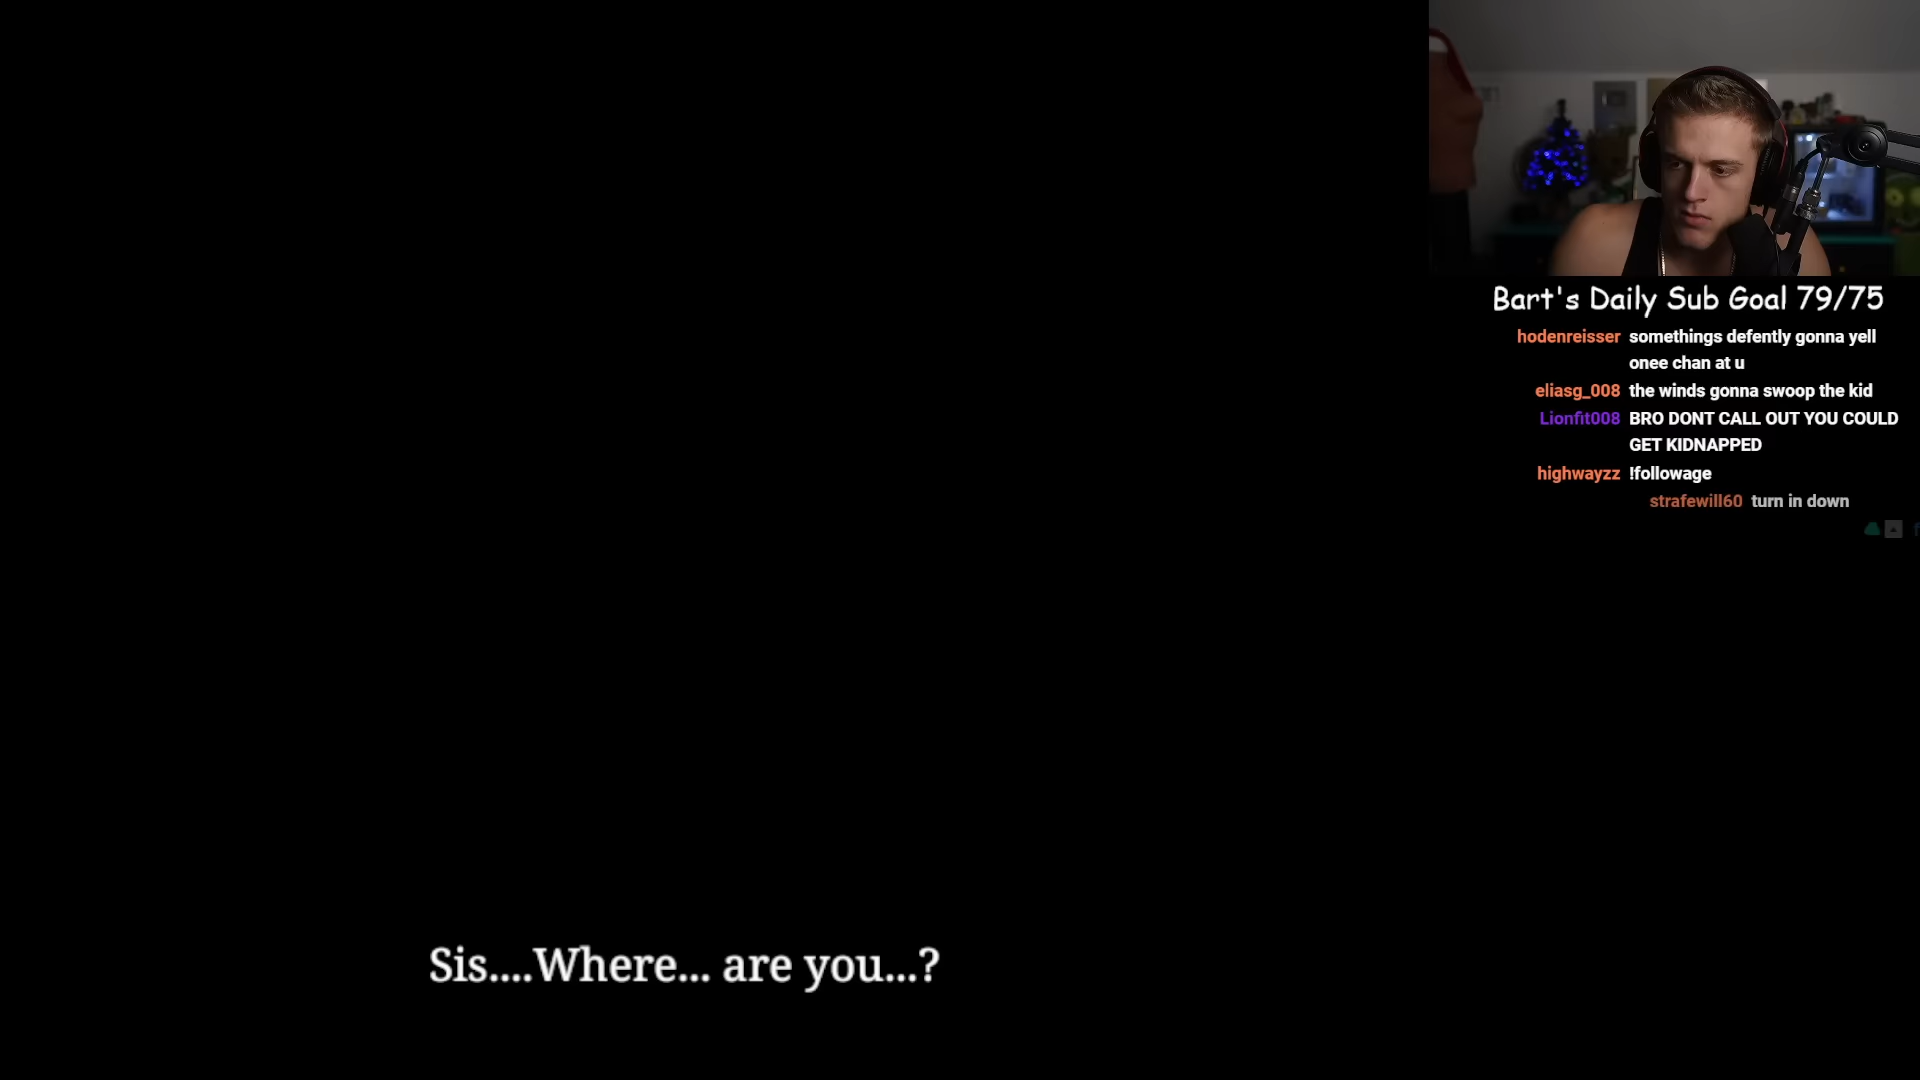 Bart's Daily Sub Goal 79/75
hodenreisser somethings defently gonna yell
onee chan at u
eliasg_008 the winds gonna swoop the kid
Lionfit008 BRO DONT CALL OUT YOU COULD
GET KIDNAPPED
highwayzz !followage
strafewill60 turn in down
Sis....Where... are you...?